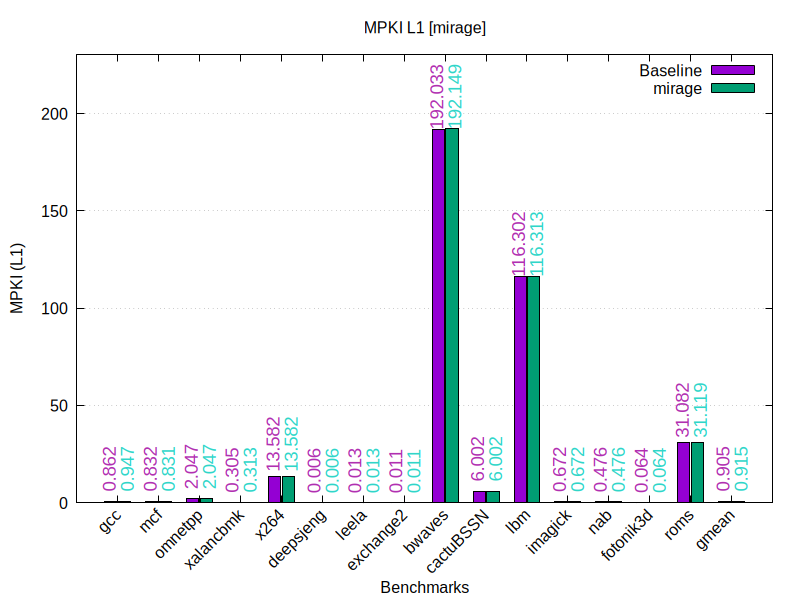 MPKI L1 [mirage]
Baseline
mirage
MPKI (L1)
200
150
100
50
0
0.862
0.947
0.832
0.831
2.047
2.047
0.305
0.313
13.582
13.582
0.006
0.006
0.013
0.013
0.011
0.011
192.033
192.149
6.002
6.002
116.302
116.313
0.672
0.672
0.476
0.476
0.064
0.064
31.082
31.119
0.905
0.915
gcc
mcf
omnetpp
xalancbmk
x264
deepsjeng
leela
exchange2
bwaves
cactuBSSN
lbm
imagick
nab
fotonik3d
roms
gmean
Benchmarks